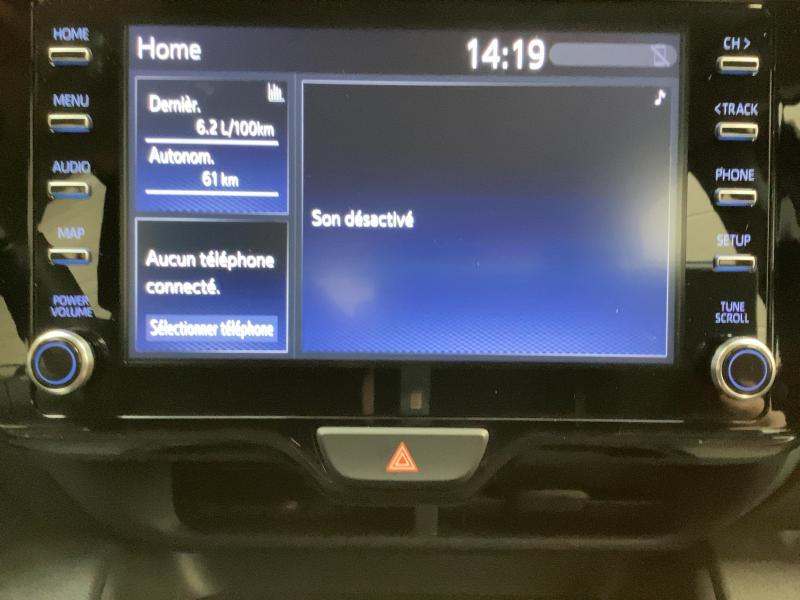 HOME
MENU
AUDIO
MAP
POWER
VOLUME
Home
14:19
Dernièr.
6.2 L/100km
Autonom.
61 km
Aucun téléphone
connecté.
Sélectionner téléphone
Son désactivé
CH >
< TRACK
PHONE
SETUP
TUNE
SCROLL